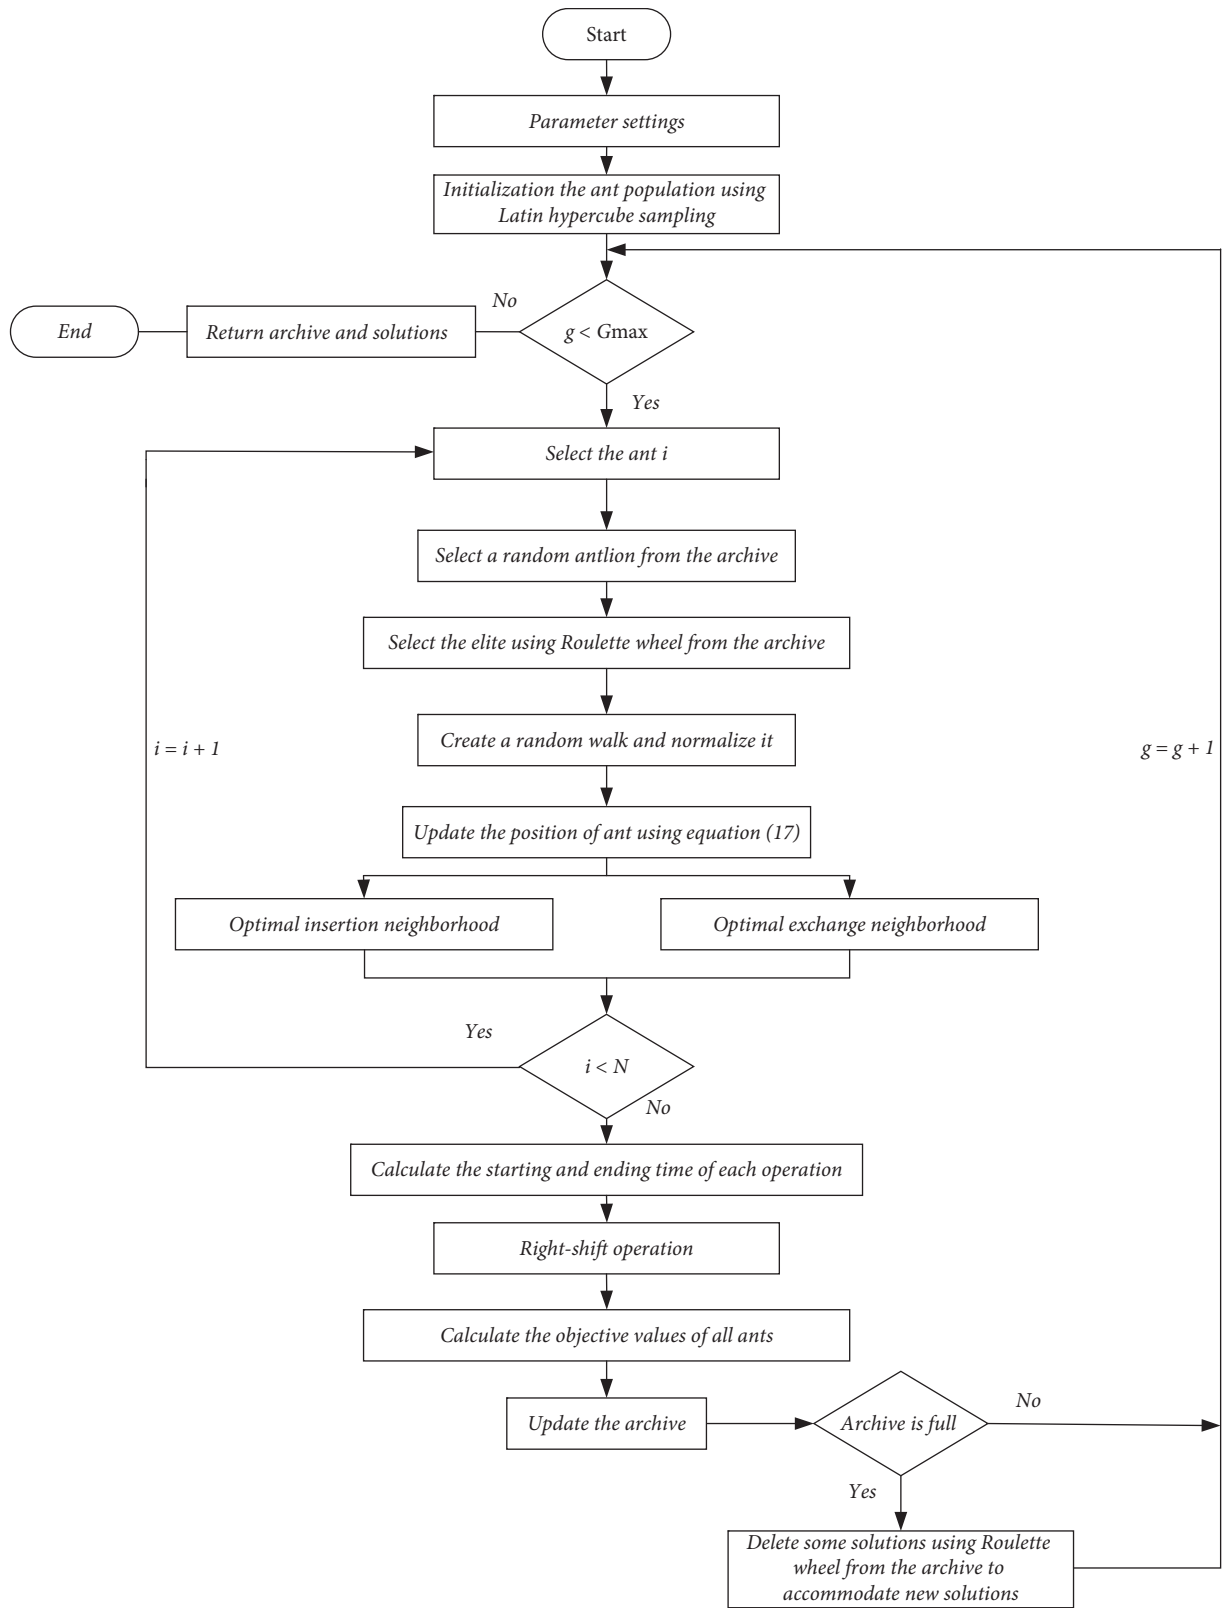 Start
Parameter settings
Initialization the ant population using
Latin hypercube sampling
No
End
Return archive and solutions
g < Gmax
Yes
Select the ant i
Select a random antlion from the archive
Select the elite using Roulette wheel from the archive
Create a random walk and normalize it
i = i + 1
g = g + 1
Update the position of ant using equation (17)
Optimal insertion neighborhood
Optimal exchange neighborhood
Yes
i < N
No
Calculate the starting and ending time of each operation
Right-shift operation
Calculate the objective values of all ants
Update the archive
Archive is full
No
Yes
Delete some solutions using Roulette
wheel from the archive to
accommodate new solutions